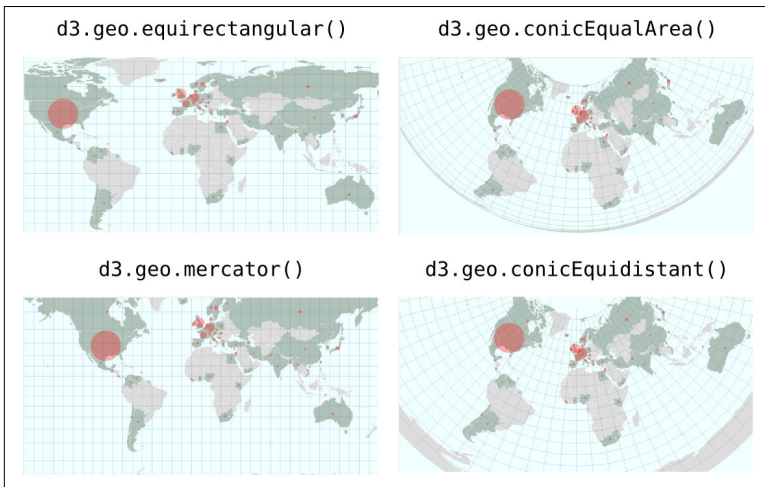 d3.geo.equirectangular()
d3.geo.conicEqualArea()
d3.geo.mercator()
d3.geo.conicEquidistant()